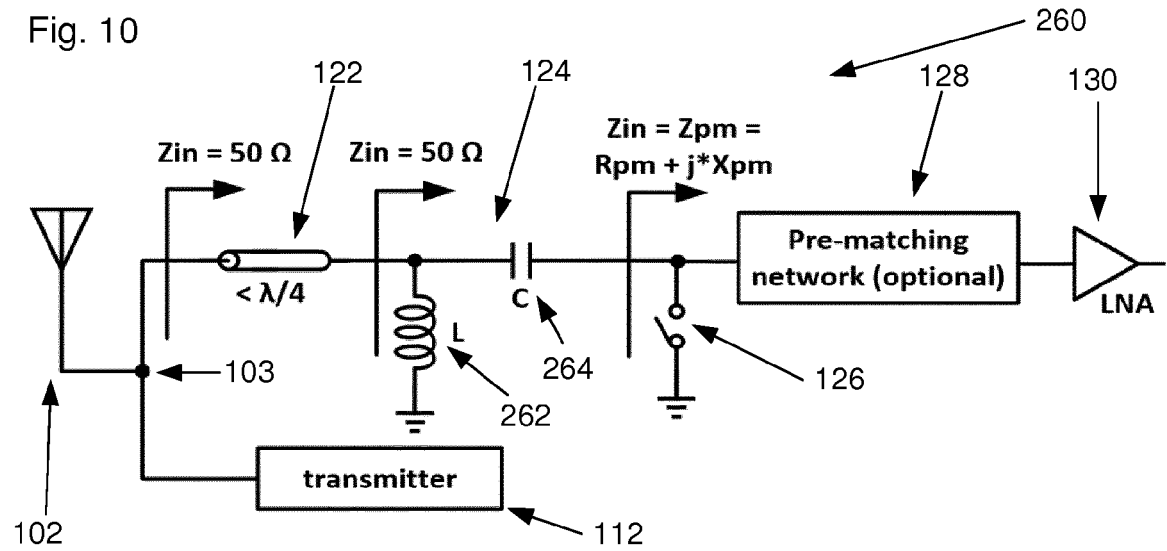 Fig. 10
260
122
124
128
130
Zin = 50 Ω
Zin = 50 Ω
Zin = Zpm =
Rpm + j*Xpm
Pre-matching
network (optional)
< λ/4
C
L
LNA
103
262
264
126
transmitter
102
112